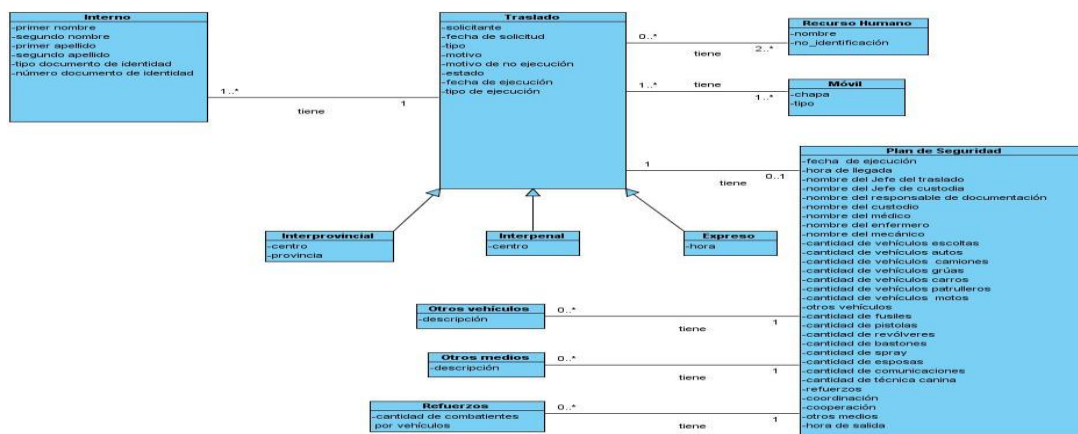 Interno
-primer nombre
-segundo nombre
-primer apellido
-segundo apellido
-tipo documento de identidad
-número documento de identidad
1..*
tiene
1
Traslado
-solicitante
-fecha de solicitud
-tipo
-motivo
-motivo de no ejecución
-estado
-fecha de ejecución
-tipo de ejecución
0..*
tiene
2..*
Recurso Humano
-nombre
-no_identificación
1..*
tiene
1..*
Móvil
-chapa
-tipo
1
tiene
0..1
Plan de Seguridad
-fecha de ejecución
-hora de llegada
-nombre del Jefe del traslado
-nombre del Jefe de custodia
-nombre del responsable de documentación
-nombre del custodio
-nombre del médico
-nombre del enfermero
-nombre del mecánico
-cantidad de vehículos escoltas
-cantidad de vehículos autos
-cantidad de vehículos camiones
-cantidad de vehículos grúas
-cantidad de vehículos carros
-cantidad de vehículos patrulleros
-cantidad de vehículos motos
-otros vehículos
-cantidad de fusiles
-cantidad de pistolas
-cantidad de revólveres
-cantidad de bastones
-cantidad de spray
-cantidad de esposas
-cantidad de comunicaciones
-cantidad de técnica canina
-refuerzos
-coordinación
-cooperación
-otros medios
-hora de salida
Interprovincial
-centro
-provincia
Interpenal
-centro
Expreso
-hora
Otros vehículos
-descripción
0..*
tiene
1
Otros medios
-descripción
0..*
tiene
1
Refuerzos
-cantidad de combatientes
por vehículos
0..*
tiene
1